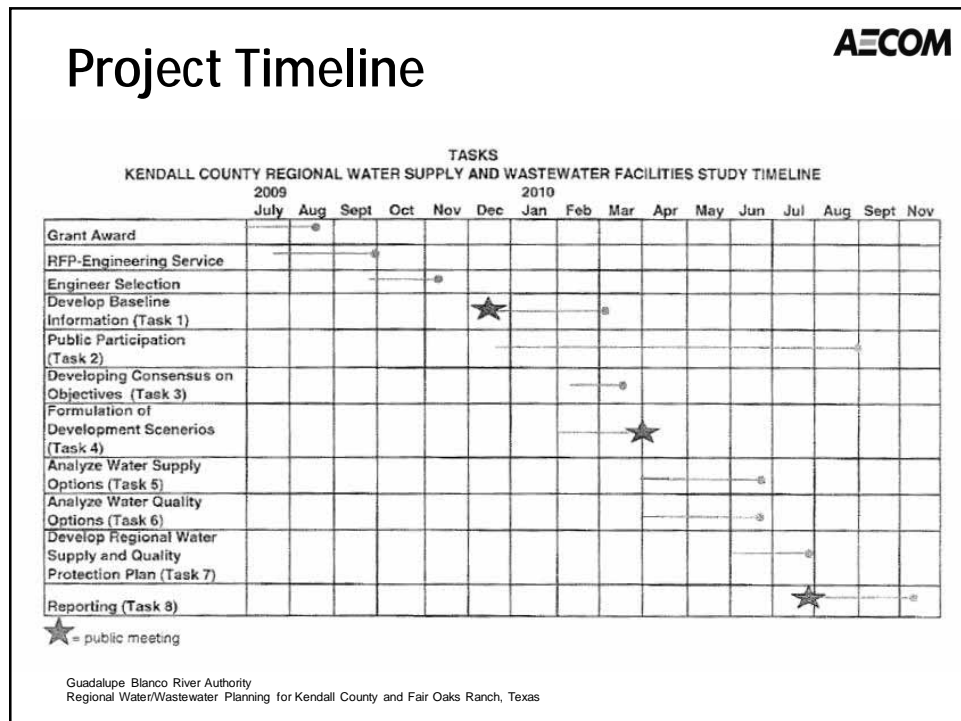 AECOM
Project Timeline
TASKS
KENDALL COUNTY REGIONAL WATER SUPPLY AND WASTEWATER FACILITIES STUDY TIMELINE
2009 2010
July Aug Sept Oct Nov Dec Jan Feb Mar Apr May Jun Jul Aug Sept Nov
Grant Award
RFP-Engineering Service
Engineer Selection
Develop Baseline
Information (Task 1)
Public Participation
(Task 2)
Developing Consensus on
Objectives (Task 3)
Formulation of
Development Scenerios
(Task 4)
Analyze Water Supply
Options (Task 5)
Analyze Water Quality
Options (Task 6)
Develop Regional Water
Supply and Quality
Protection Plan (Task 7)
Reporting (Task 8)
= public meeting
Guadalupe Blanco River Authority
Regional Water/Wastewater Planning for Kendall County and Fair Oaks Ranch, Texas